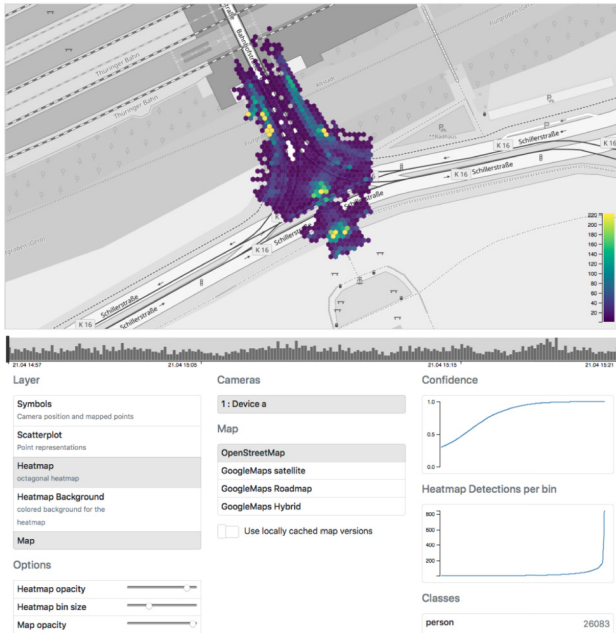 Thüringer Bahn
Bahnhofstraße
Thüringer Bahn
Thüringer Bahn
Schillerstraße
K 16
K 16
K 16
Schillerstraße
K 16
Schillerstraße
Schillerstraße
K 16
Schillerstraße
220
200
180
160
140
120
100
80
60
40
20
21.04 14:57
21.04 15:05
21.04 15:15
21.04 15:21
Layer
Symbols
Camera position and mapped points
Scatterplot
Point representations
Heatmap
octagonal heatmap
Heatmap Background
colored background for the
heatmap
Map
Options
Heatmap opacity
Heatmap bin size
Map opacity
Cameras
1 : Device a
Map
OpenStreetMap
GoogleMaps satellite
GoogleMaps Roadmap
GoogleMaps Hybrid
Use locally cached map versions
Confidence
1.0
0.5
0.0
Heatmap Detections per bin
800
600
400
200
Classes
person 26083